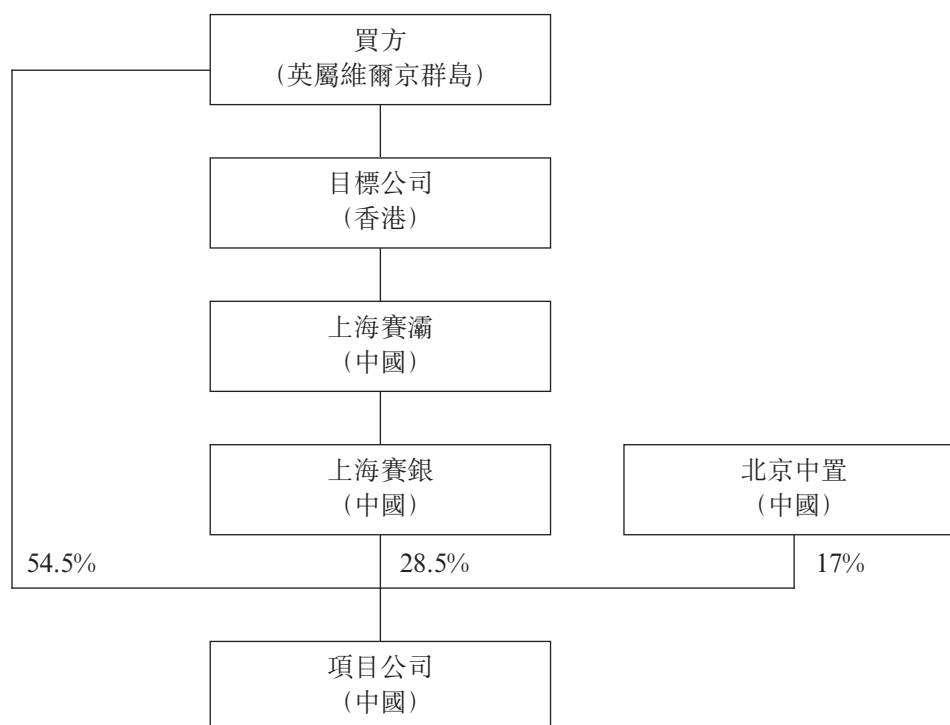 買方
（英屬維爾京群島）
目標公司
（香港）
上海賽灞
（中國）
上海賽銀
（中國）
北京中置
（中國）
54.5%
28.5%
17%
項目公司
（中國）